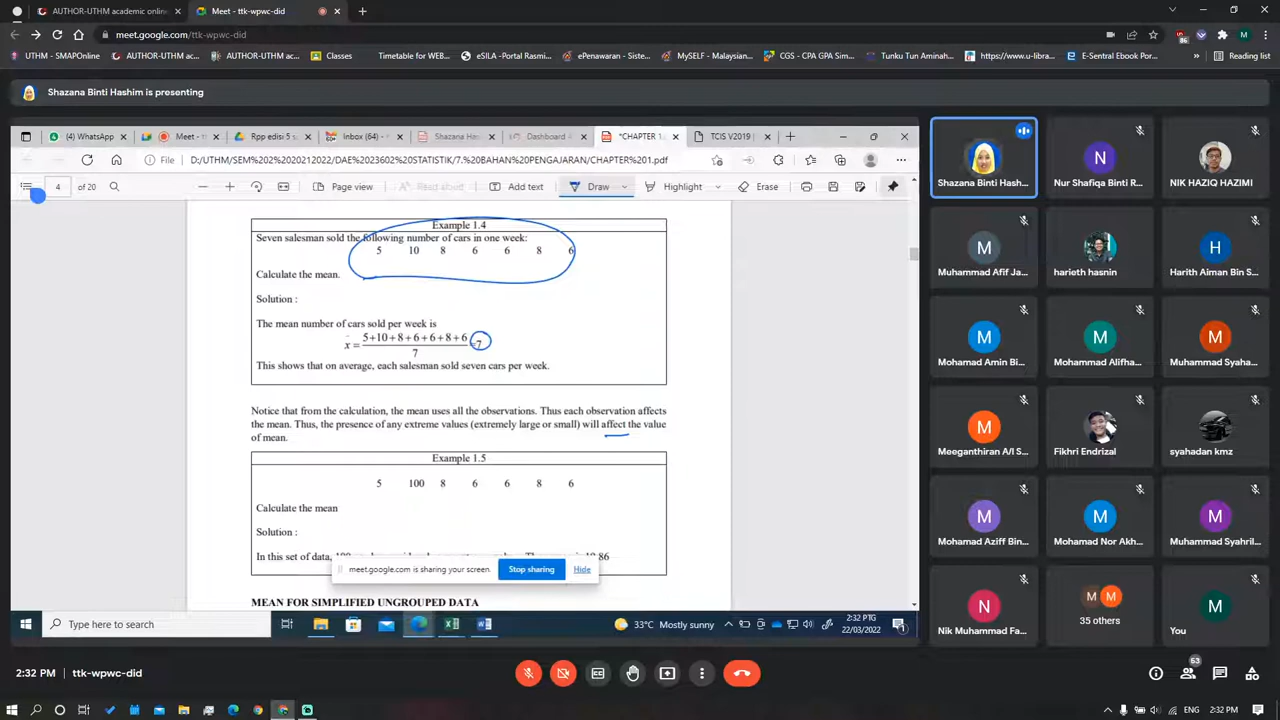 AUTHOR-UTHM academic onlin
Meet - ttk-wpwc-did
meet.google.com/ttk-wpwc-did
UTHM - SMAPOnline
AUTHOR-UTHM ac...
AUTHOR-UTHM ac...
Classes
Timetable for WEB...
eSILA -Portal Rasmi...
ePenawaran - Siste...
MySELF - Malaysian...
CGS - CPA GPA Sim...
Tunku Tun Aminah...
https://www.u-libra...
E-Sentral Ebook Por...
»
Reading list
Shazana Binti Hashim is presenting
(4) WhatsApp
Meet - tt
Rpp edisi 5 s
Inbox (64) - r
Shazana Ha
Dashboard 4
*CHAPTER 1.
TCIS V2019 |
File
D:/UTHM/SEM%202%2020212022/DAE%2023602%20STATISTIK/7.%20BAHAN%20PENGAJARAN/CHAPTER%201.pdf
4
of 20
Page view
Read aloud
Add text
Draw
Highlight
Erase
Example 1.4
Seven salesman sold the following number of cars in one week:
5 10 8 6 6 8 6
Calculate the mean.
Solution :
The mean number of cars sold per week is
x̄ = 5+10+8+6+6+8+6 / 7 =7
This shows that on average, each salesman sold seven cars per week.
Notice that from the calculation, the mean uses all the observations. Thus each observation affects
the mean. Thus, the presence of any extreme values (extremely large or small) will affect the value
of mean.
Example 1.5
5 100 8 6 6 8 6
Calculate the mean
Solution :
In this set of data,
86
meet.google.com is sharing your screen.
Stop sharing
Hide
MEAN FOR SIMPLIFIED UNGROUPED DATA
Type here to search
33°C Mostly sunny
2:32 PTG
22/03/2022
Shazana Binti Hash...
N
Nur Shafiqa Binti R...
NIK HAZIQ HAZIMI
M
Muhammad Afif Ja...
harieth hasnin
H
Harith Aiman Bin S...
M
Mohamad Amin Bi...
M
Mohammad Alifha...
M
Muhammad Syaha...
M
Meeganthiran A/l S...
Fikhri Endrizal
syahadan kmz
M
Mohamad Aziff Bin...
M
Mohamad Nor Akh...
M
Muhammad Syahril...
N
Nik Muhammad Fa...
M M
35 others
M
You
2:32 PM
ttk-wpwc-did
53
ENG
2:32 PM